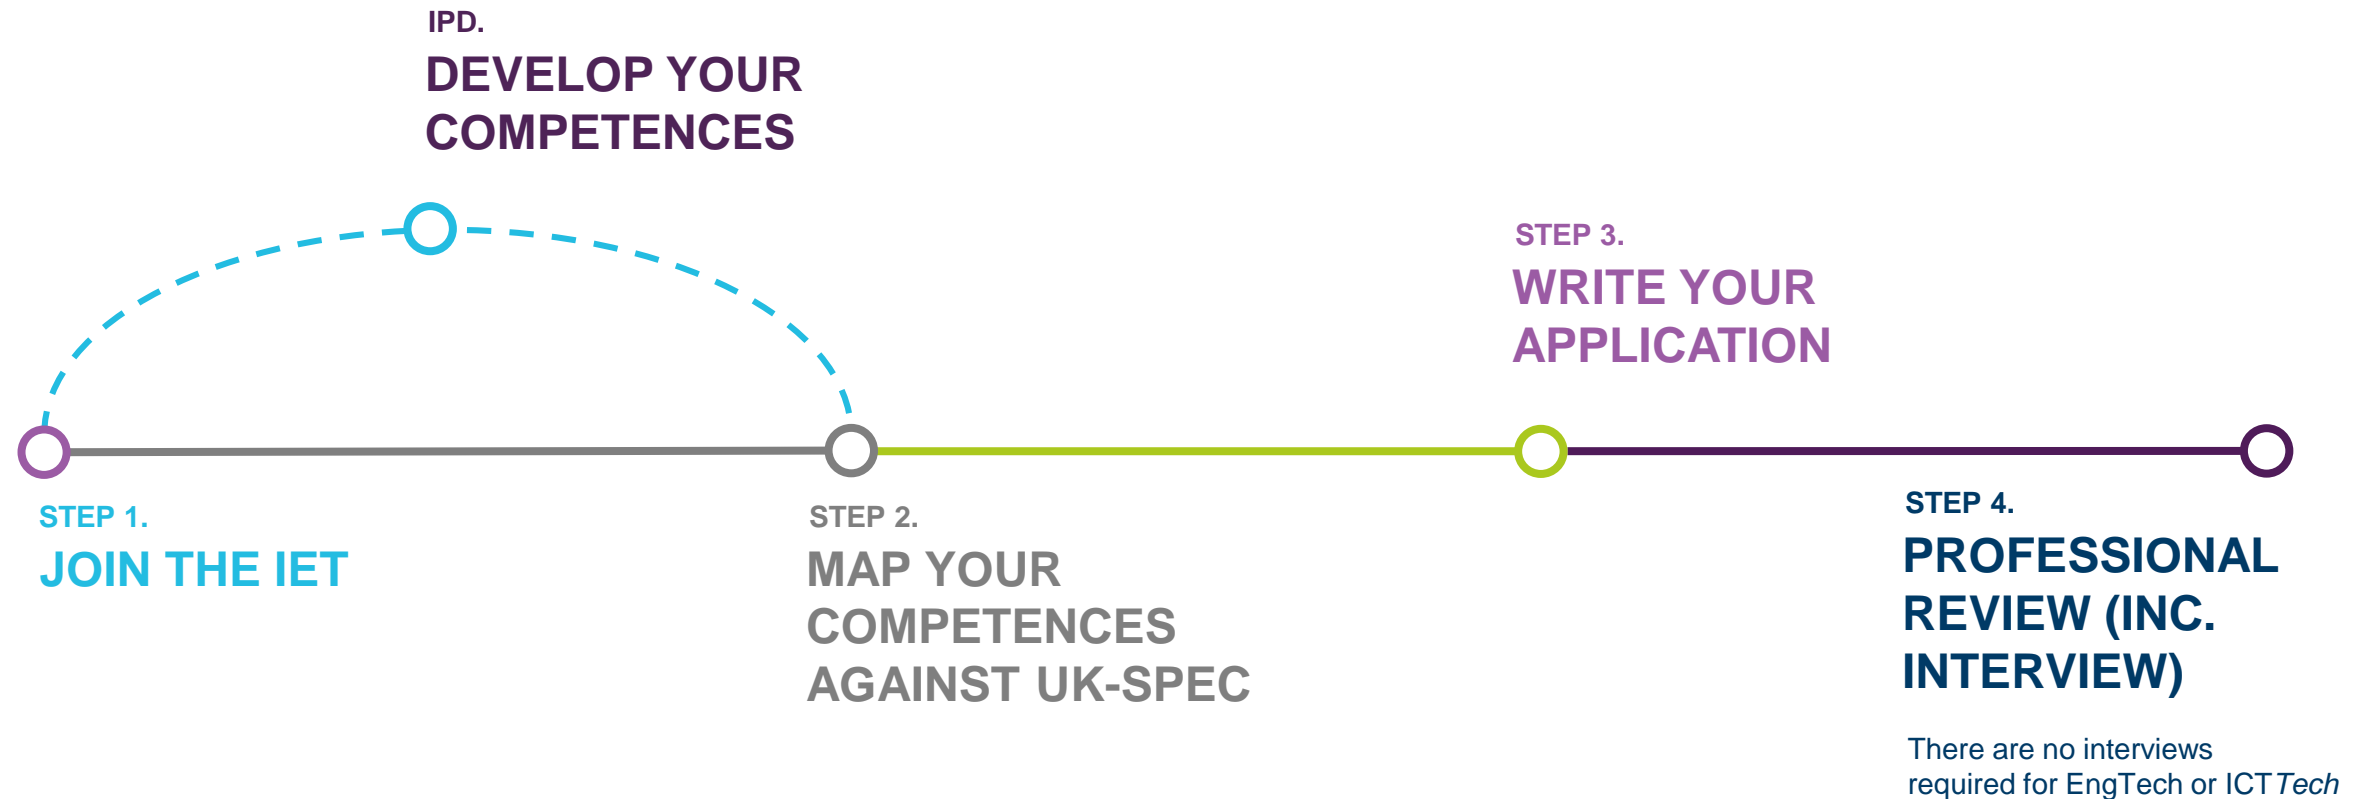 IPD.
DEVELOP YOUR
COMPETENCES
STEP 1.
JOIN THE IET
STEP 2.
MAP YOUR
COMPETENCES
AGAINST UK-SPEC
STEP 3.
WRITE YOUR
APPLICATION
STEP 4.
PROFESSIONAL
REVIEW (INC.
INTERVIEW)
There are no interviews
required for EngTech or ICTTech